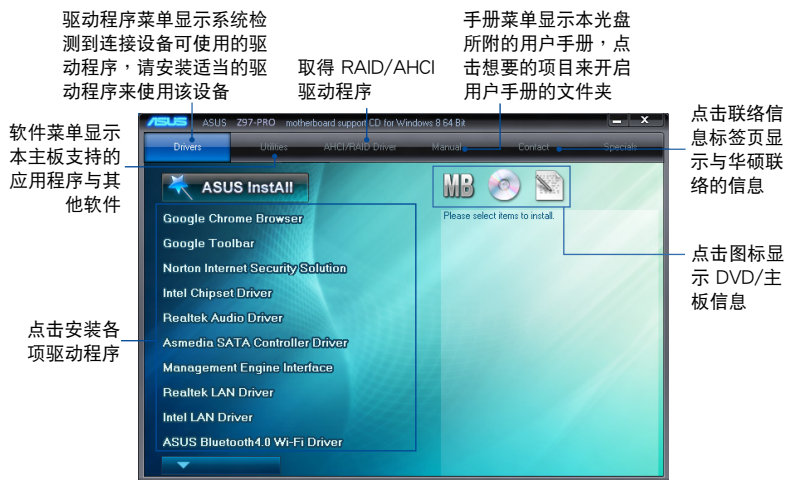 驱动程序菜单显示系统检
测到连接设备可使用的驱
动程序，请安装适当的驱
动程序来使用该设备
取得 RAID/AHCI
驱动程序
手册菜单显示本光盘
所附的用户手册，点
击想要的项目来开启
用户手册的文件夹
点击联络信
息标签页显
示与华硕联
络的信息
软件菜单显示
本主板支持的
应用程序与其
他软件
ASUS ASUS Z97-PRO motherboard support CD for Windows 8 64 Bit
Drivers Utilities AHCI/RAID Driver Manual Contact Specials
ASUS InstAll
MB
Please select items to install.
Google Chrome Browser
Google Toolbar
Norton Internet Security Solution
Intel Chipset Driver
Realtek Audio Driver
Asmedia SATA Controller Driver
Management Engine Interface
Realtek LAN Driver
Intel LAN Driver
ASUS Bluetooth4.0 Wi-Fi Driver
点击图标显
示 DVD/主
板信息
点击安装各
项驱动程序